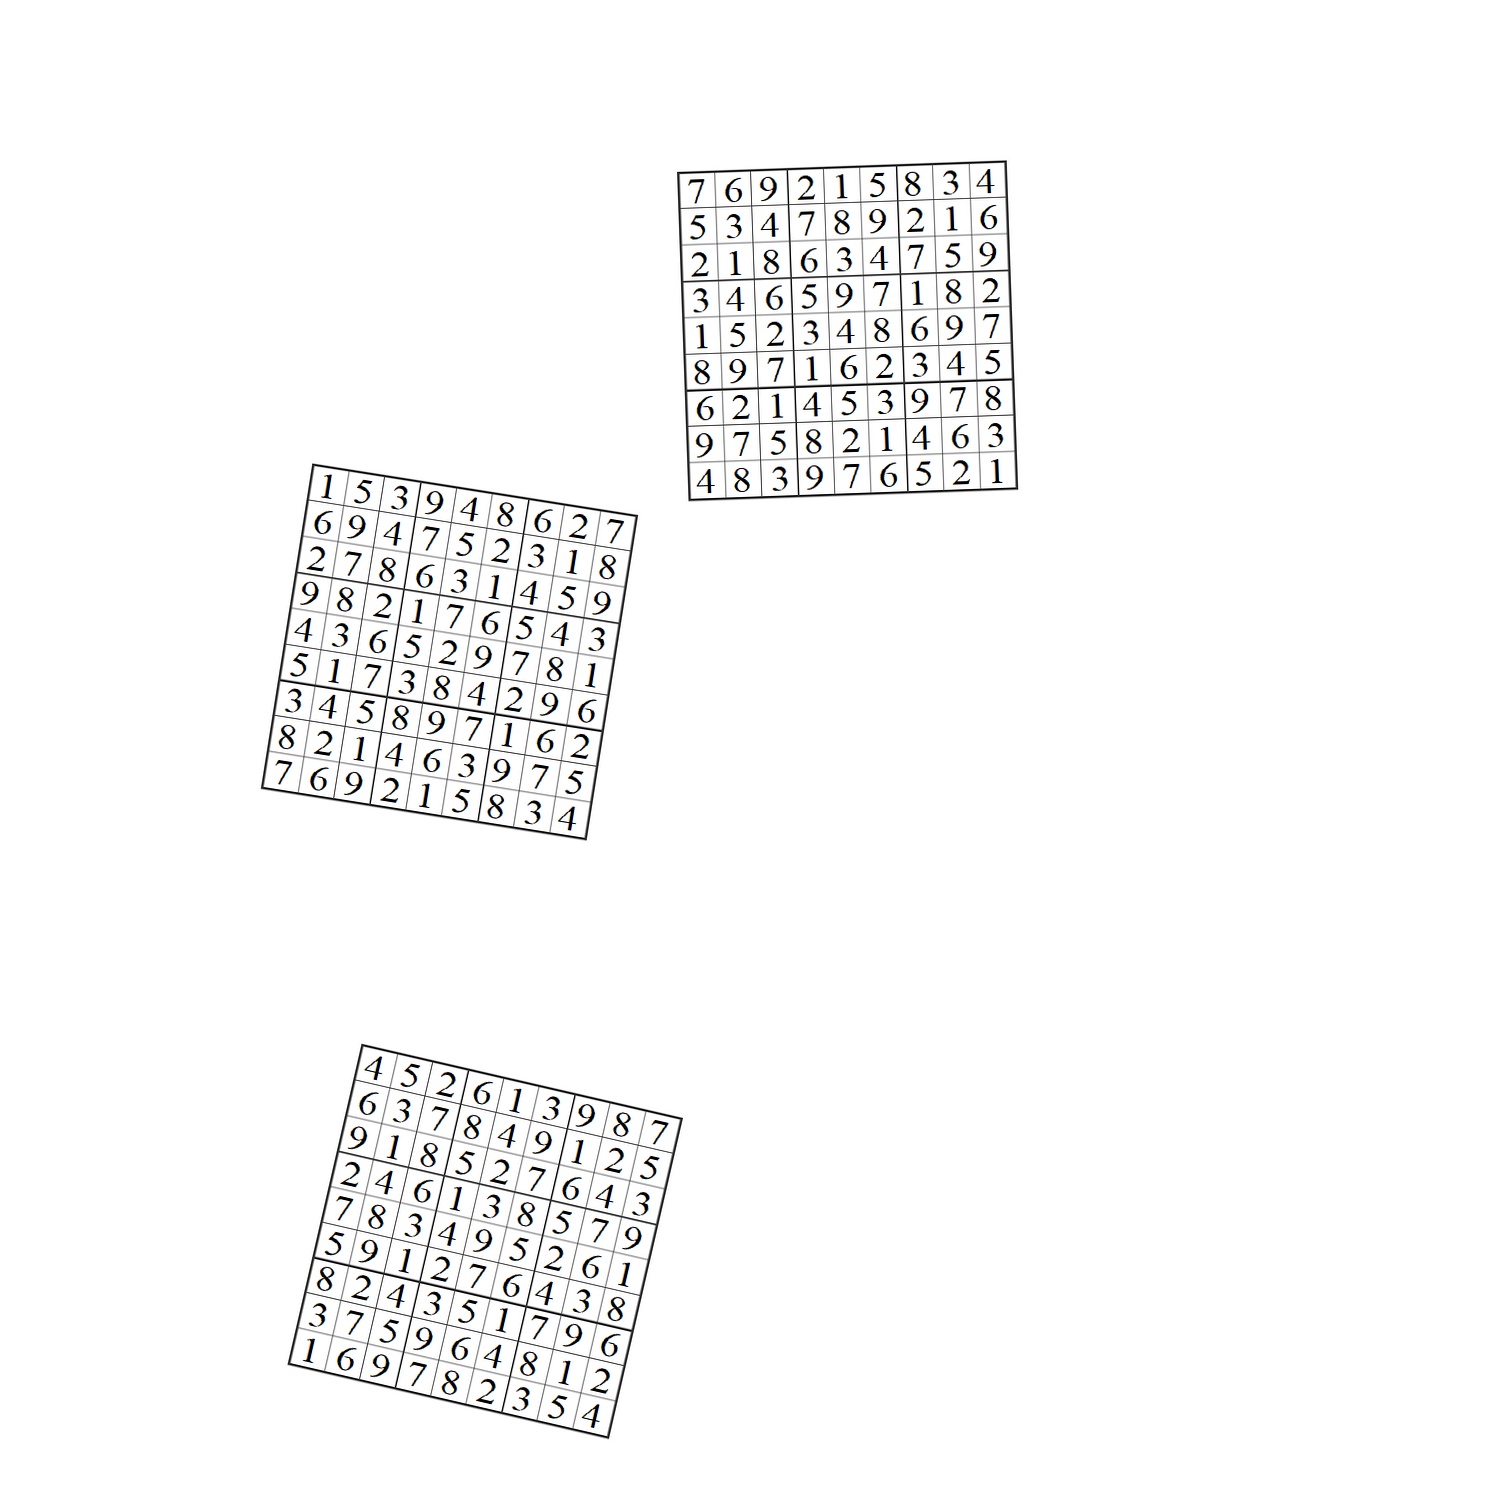 7 6 9 2 1 5 8 3 4
5 3 4 7 8 9 2 1 6
2 1 8 6 3 4 7 5 9
3 4 6 5 9 7 1 8 2
1 5 2 3 4 8 6 9 7
8 9 7 1 6 2 3 4 5
6 2 1 4 5 3 9 7 8
9 7 5 8 2 1 4 6 3
4 8 3 9 7 6 5 2 1
1 5 3 9 4 8 6 2 7
6 9 4 7 5 2 3 1 8
2 7 8 6 3 1 4 5 9
9 8 2 1 7 6 5 4 3
4 3 6 5 2 9 7 8 1
5 1 7 3 8 4 2 9 6
3 4 5 8 9 7 1 6 2
8 2 1 4 6 3 9 7 5
7 6 9 2 1 5 8 3 4
4 5 2 6 1 3 9 8 7
6 3 7 8 4 9 1 2 5
9 1 8 5 2 7 6 4 3
2 4 6 1 3 8 5 7 9
7 8 3 4 9 5 2 6 1
5 9 1 2 7 6 4 3 8
8 2 4 3 5 1 7 9 6
3 7 5 9 6 4 8 1 2
1 6 9 7 8 2 3 5 4